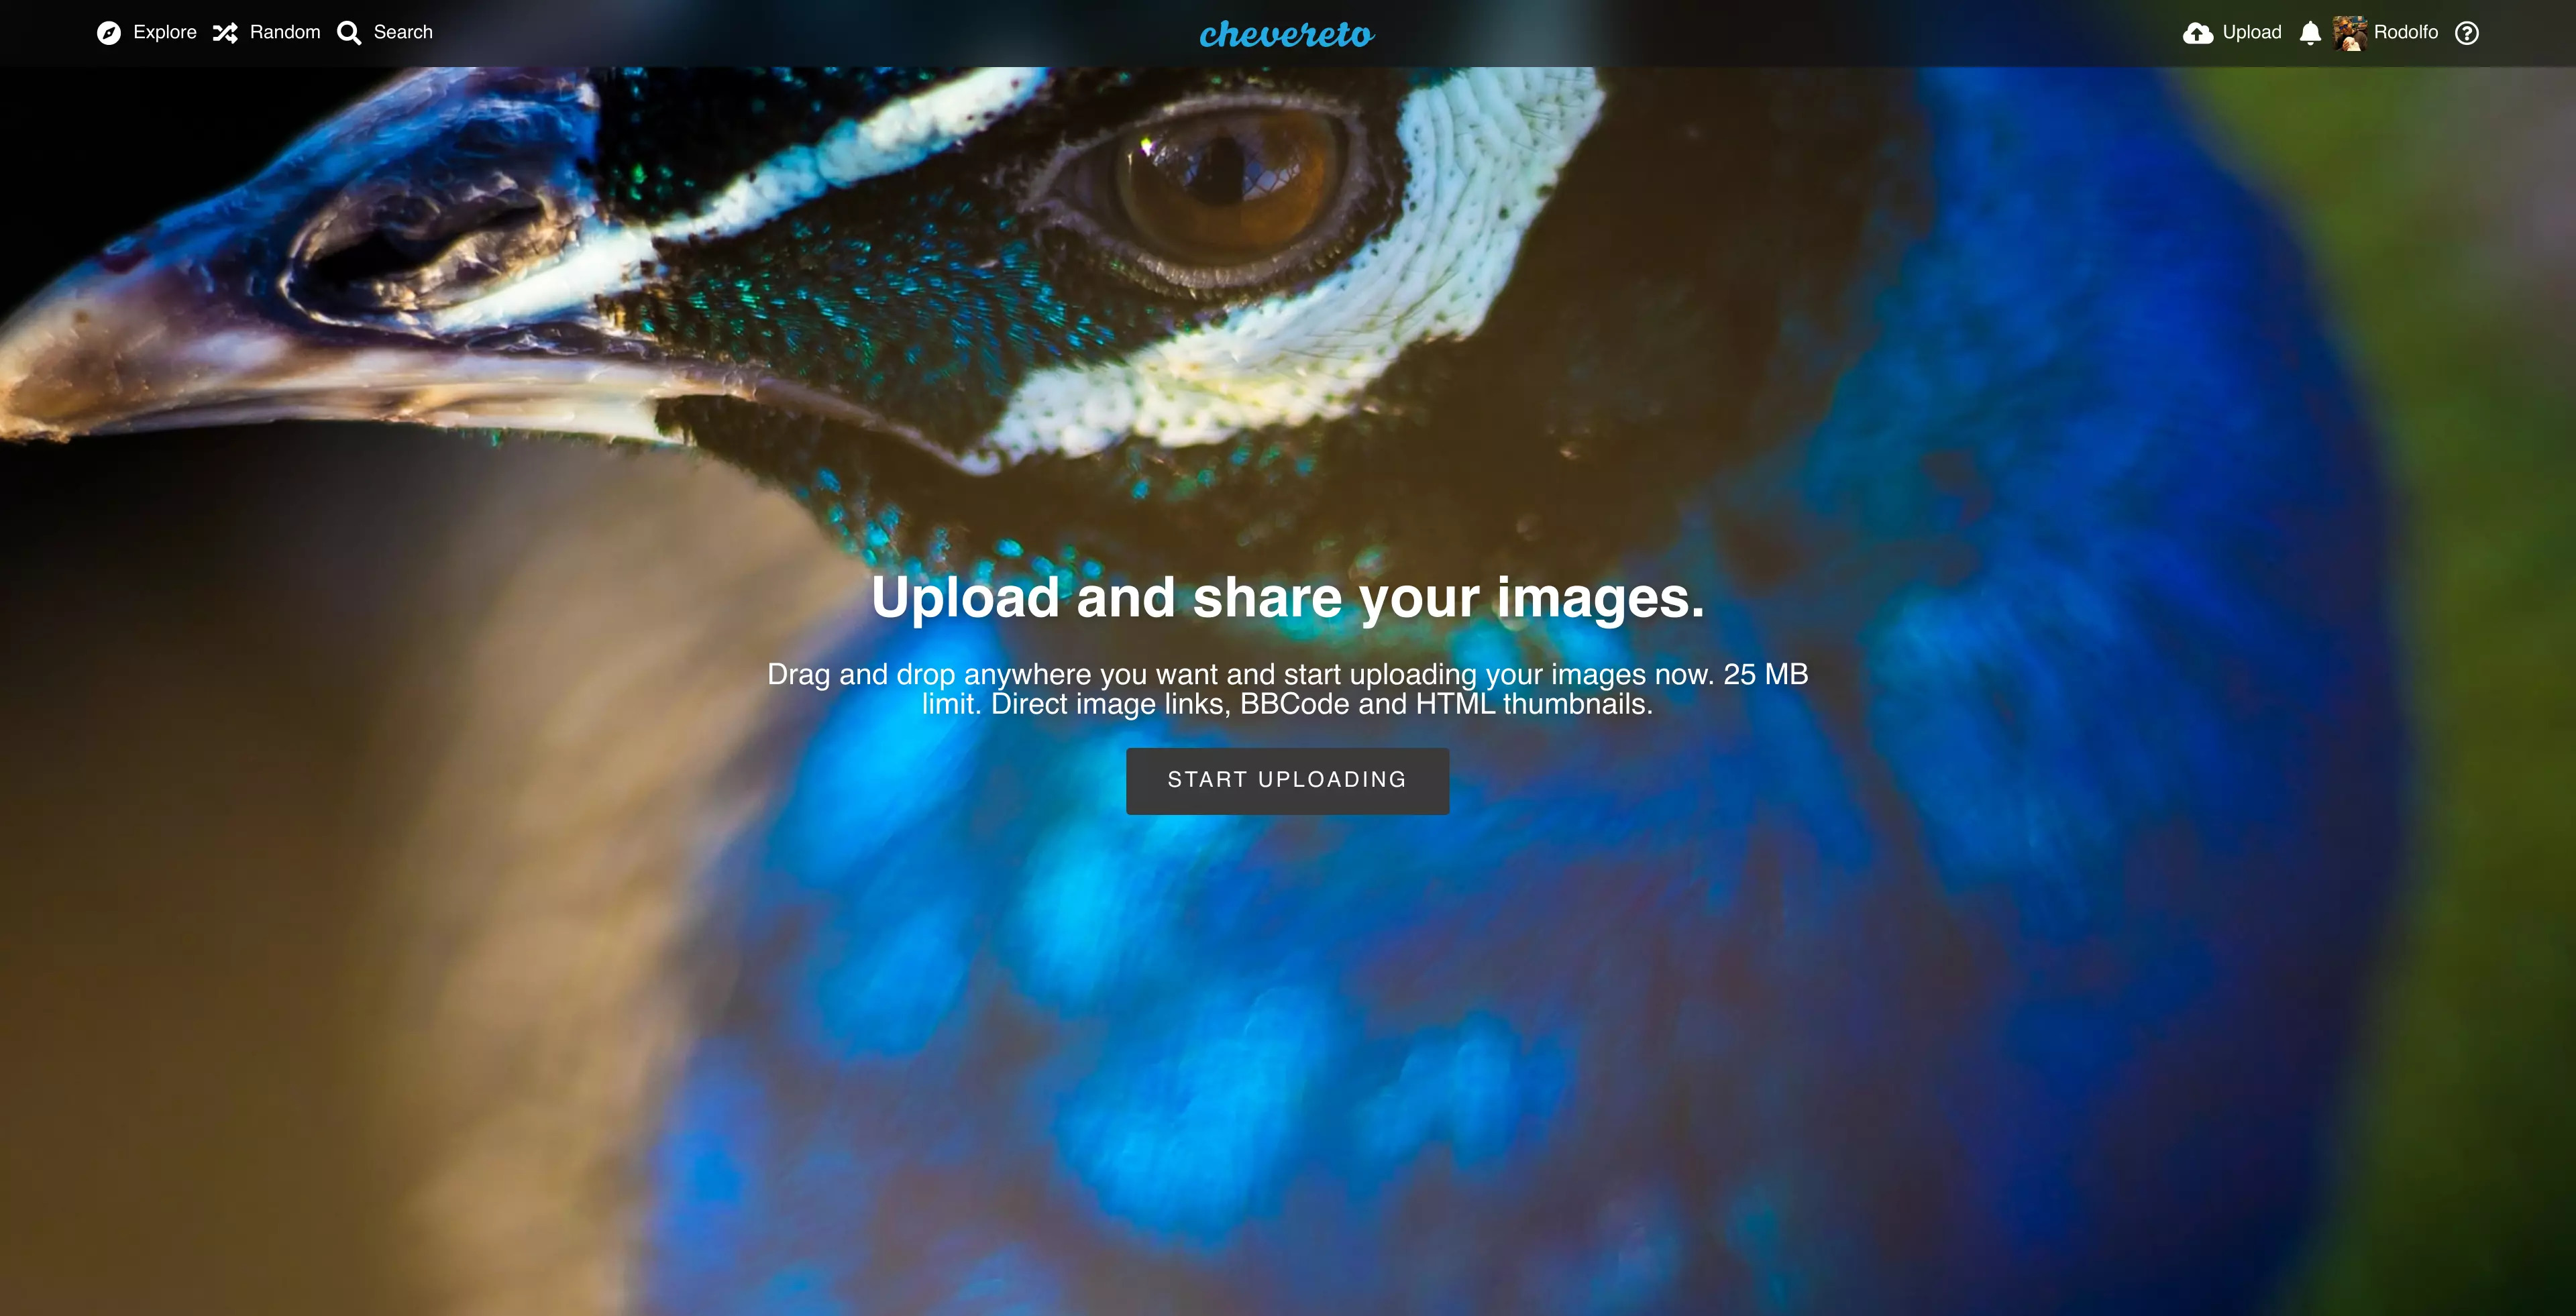 Explore Random Search chevereto Upload Rodolfo
Upload and share your images.
Drag and drop anywhere you want and start uploading your images now. 25 MB
limit. Direct image links, BBCode and HTML thumbnails.
START UPLOADING